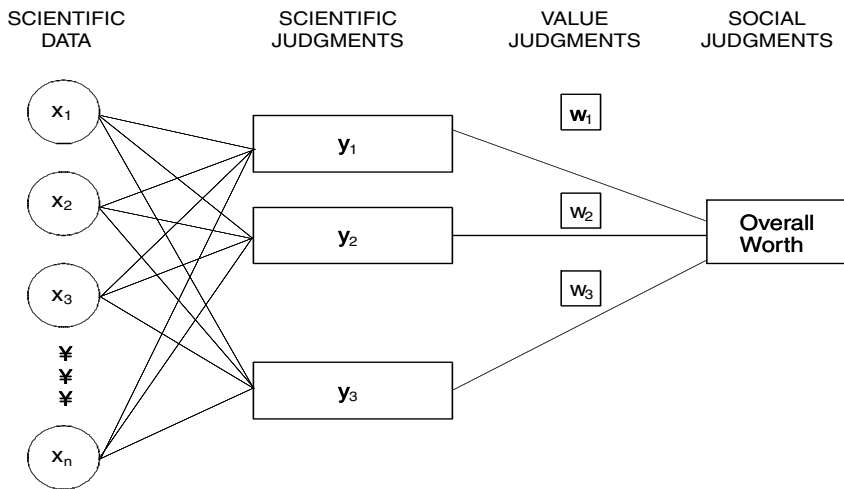 SCIENTIFIC DATA
SCIENTIFIC JUDGMENTS
VALUE JUDGMENTS
SOCIAL JUDGMENTS
x₁
x₂
x₃
¥
¥
¥
xₙ
y₁
y₂
y₃
w₁
w₂
w₃
Overall
Worth